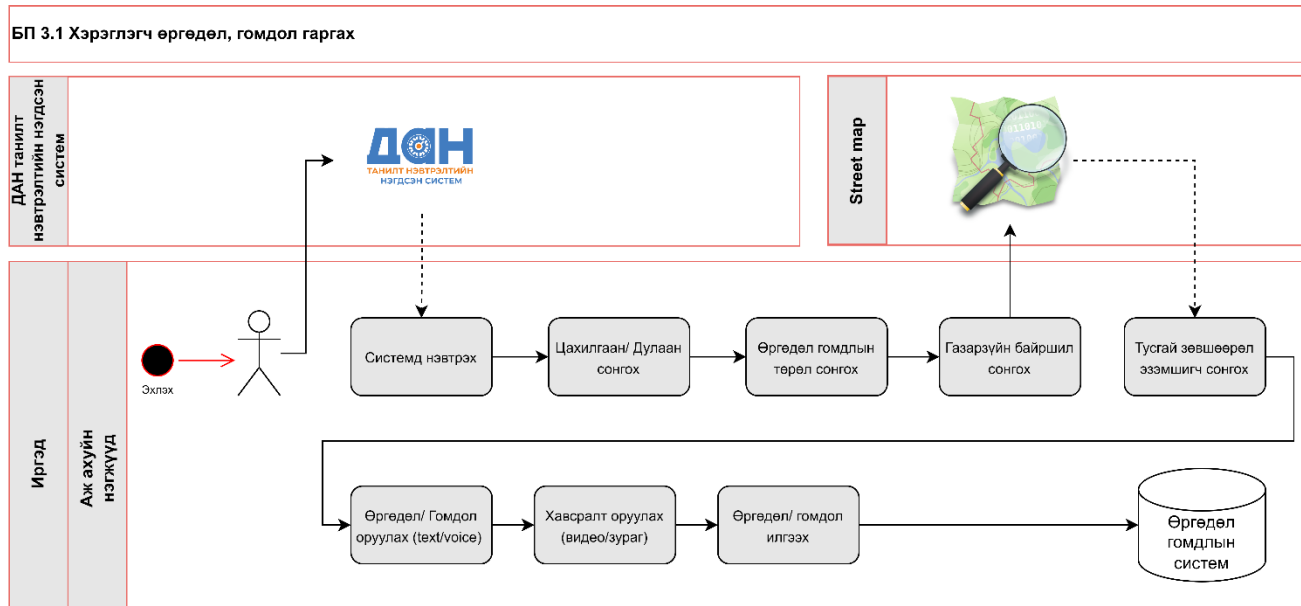 БП 3.1 Хэрэглэгч өргөдөл, гомдол гаргах
ДАН танилт
нэвтрэлтийн нэгдсэн
систем
ДАН
ТАНИЛТ НЭВТРЭЛТИЙН
НЭГДСЭН СИСТЕМ
Street map
Иргэд
Аж ахуйн
нэгжүүд
Эхлэх
Системд нэвтрэх
Цахилгаан/ Дулаан
сонгох
Өргөдөл гомдлын
төрөл сонгох
Газарзүйн байршил
сонгох
Тусгай зөвшөөрөл
эзэмшигч сонгох
Өргөдөл/ Гомдол
оруулах (text/voice)
Хавсралт оруулах
(видео/зураг)
Өргөдөл/ гомдол
илгээх
Өргөдөл
гомдлын
систем